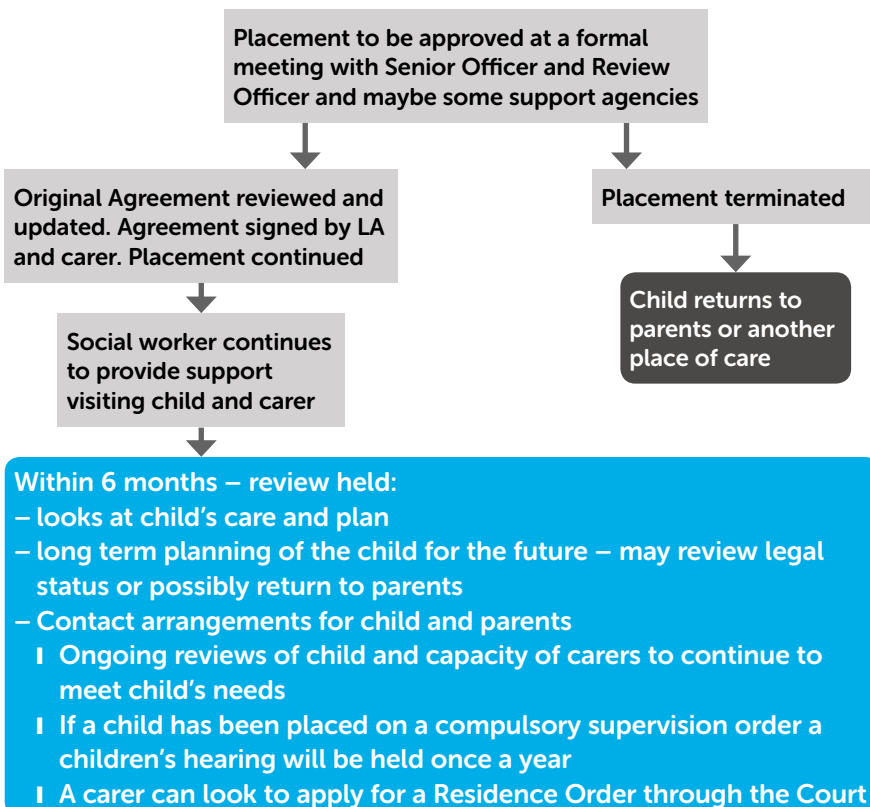 Placement to be approved at a formal
meeting with Senior Officer and Review
Officer and maybe some support agencies
Original Agreement reviewed and
updated. Agreement signed by LA
and carer. Placement continued
Placement terminated
Child returns to
parents or another
place of care
Social worker continues
to provide support
visiting child and carer
Within 6 months – review held:
– looks at child’s care and plan
– long term planning of the child for the future – may review legal
status or possibly return to parents
– Contact arrangements for child and parents
❙ Ongoing reviews of child and capacity of carers to continue to
meet child’s needs
❙ If a child has been placed on a compulsory supervision order a
children’s hearing will be held once a year
❙ A carer can look to apply for a Residence Order through the Court